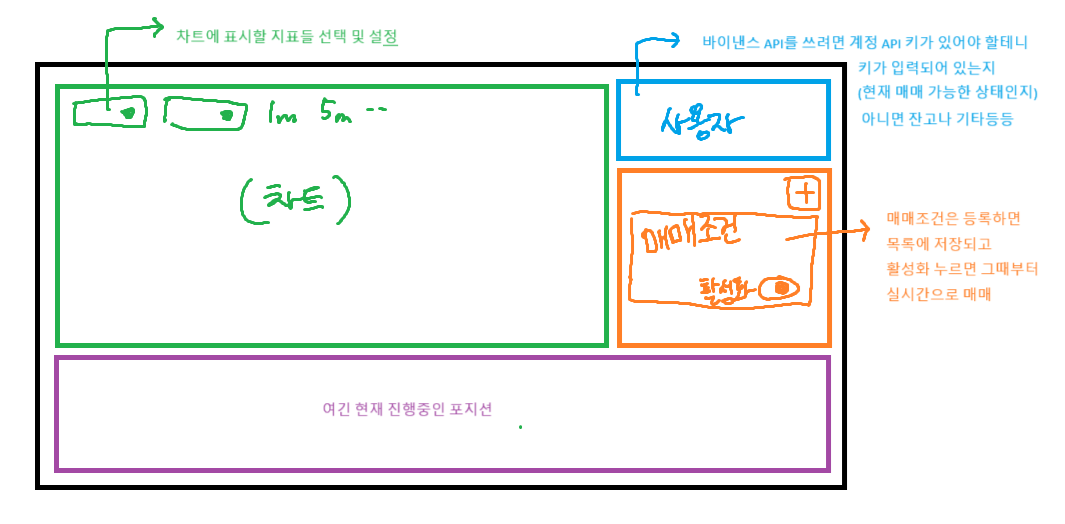 차트에 표시할 지표들 선택 및 설정
바이낸스 API를 쓰려면 계정 API 키가 있어야 할테니
키가 입력되어 있는지
(현재 매매 가능한 상태인지)
아니면 잔고나 기타등등
1m 5m --
(차트)
사용자
+
매매조건
활성화
매매조건은 등록하면
목록에 저장되고
활성화 누르면 그때부터
실시간으로 매매
여긴 현재 진행중인 포지션